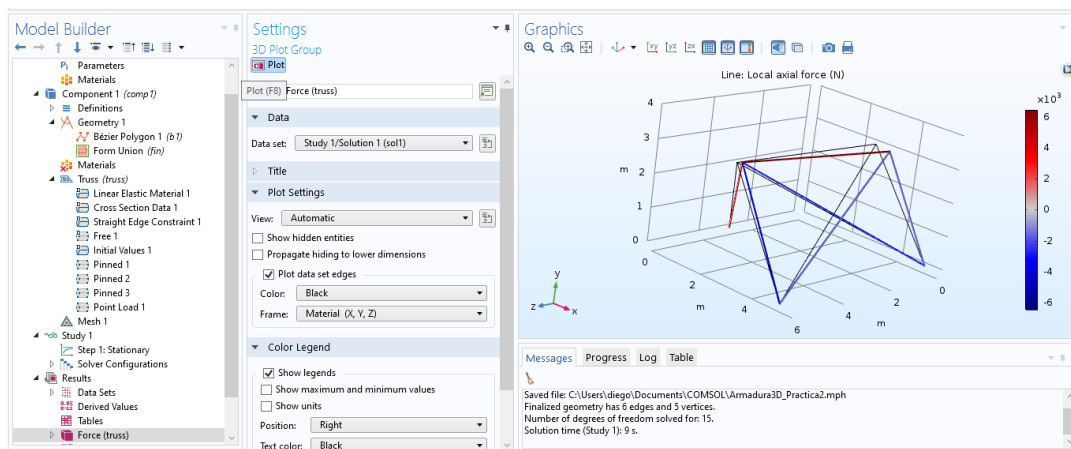 Model Builder
Parameters
Pi
Materials
Component 1 (comp1)
Definitions
Geometry 1
Bézier Polygon 1 (b1)
Form Union (fin)
Materials
Truss (truss)
Linear Elastic Material 1
Cross Section Data 1
Straight Edge Constraint 1
Free 1
Initial Values 1
Pinned 1
Pinned 2
Pinned 3
Point Load 1
Mesh 1
Study 1
Step 1: Stationary
Solver Configurations
Results
Data Sets
8.85
e-12
Derived Values
Tables
Force (truss)
Settings
3D Plot Group
Plot
Plot (F8)
Force (truss)
Data
Data set:
Study 1/Solution 1 (sol1)
Title
Plot Settings
View:
Automatic
Show hidden entities
Propagate hiding to lower dimensions
Plot data set edges
Color:
Black
Frame:
Material (X, Y, Z)
Color Legend
Show legends
Show maximum and minimum values
Show units
Position:
Right
Text color:
Black
Graphics
xy
yz
zx
Line: Local axial force (N)
4
3
m
2
1
0
0
2
m
4
6
4
m
2
0
y
z
x
×10³
6
4
2
0
-2
-4
-6
Messages
Progress
Log
Table
Saved file: C:\Users\diego\Documents\COMSOL\Armadura3D_Practica2.mph
Finalized geometry has 6 edges and 5 vertices.
Number of degrees of freedom solved for: 15.
Solution time (Study 1): 9 s.